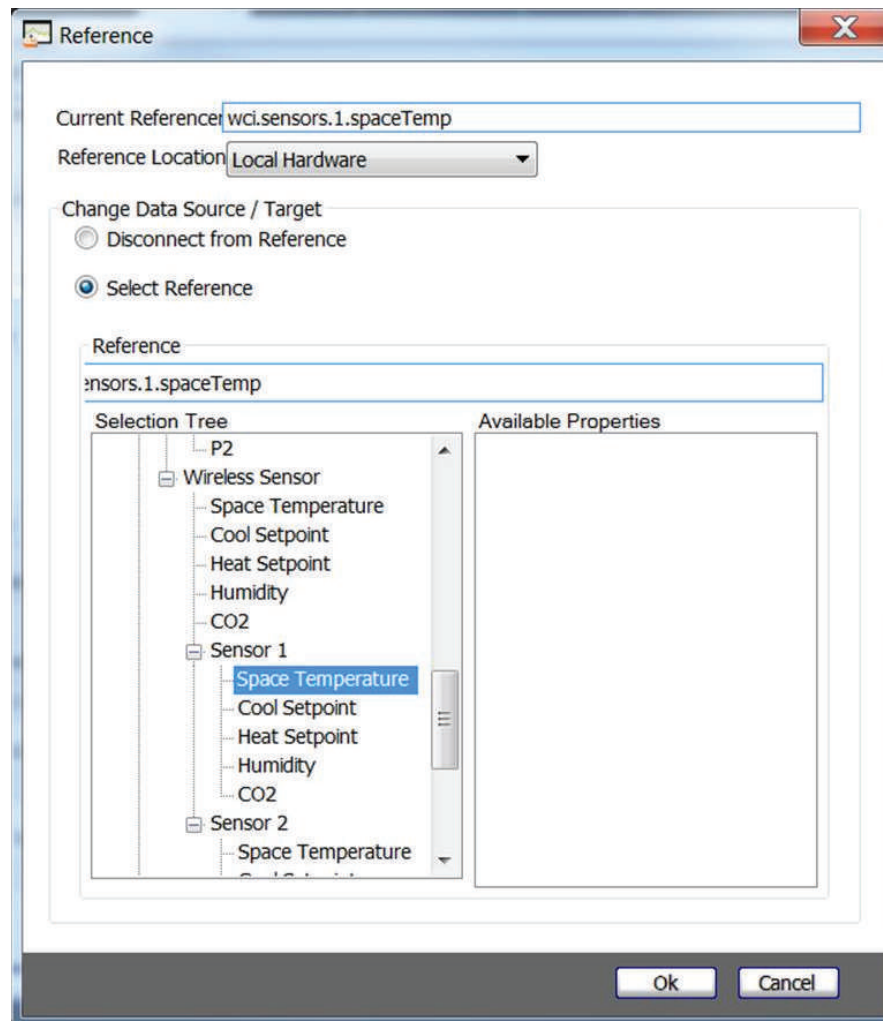 Reference
Current Referencer wci.sensors.1.spaceTemp
Reference Location Local Hardware
Change Data Source / Target
Disconnect from Reference
Select Reference
Reference
ensors.1.spaceTemp
Selection Tree Available Properties
P2
Wireless Sensor
Space Temperature
Cool Setpoint
Heat Setpoint
Humidity
CO2
Sensor 1
Space Temperature
Cool Setpoint
Heat Setpoint
Humidity
CO2
Sensor 2
Space Temperature
Ok Cancel